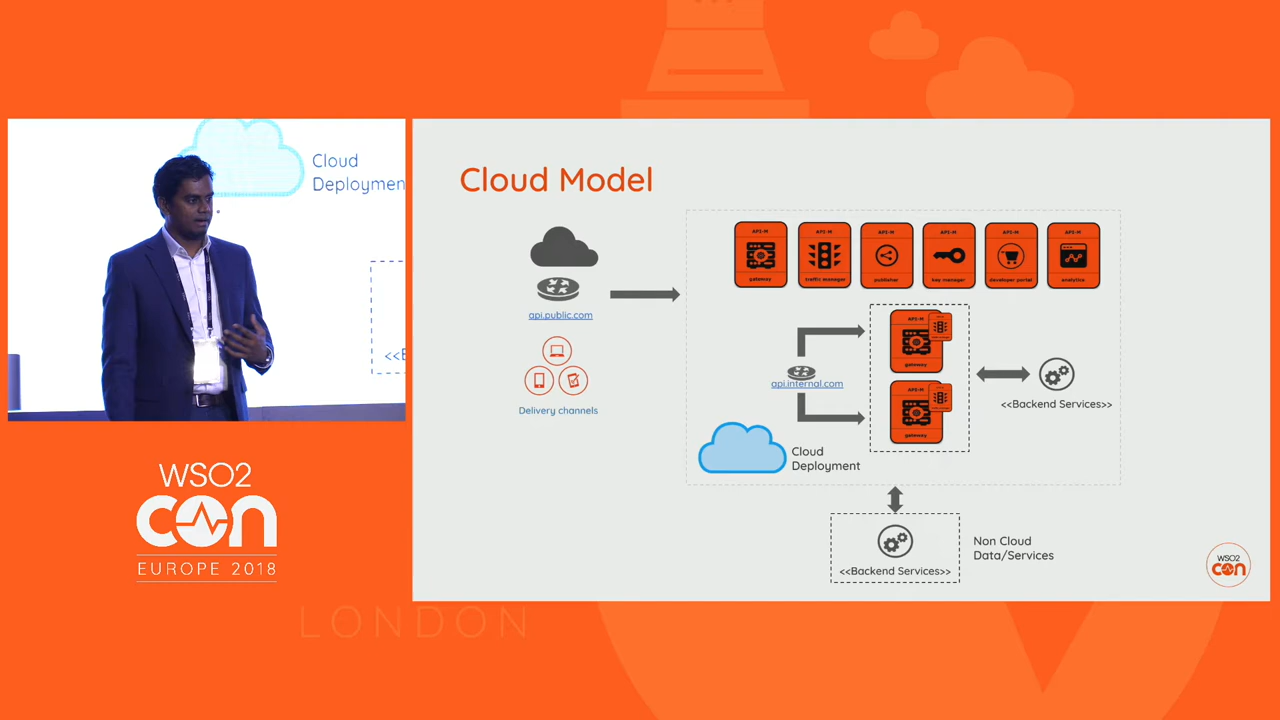 Cloud
Deploymen
<<B
WSO2
CON
EUROPE 2018
LONDON
Cloud Model
api.public.com
Delivery channels
API-M
gateway
API-M
traffic manager
API-M
publisher
API-M
key manager
API-M
developer portal
API-M
analytics
api.internal.com
API-M
gateway
API-M
gateway
<<Backend Services>>
Cloud
Deployment
<<Backend Services>>
Non Cloud
Data/Services
WSO2
CON